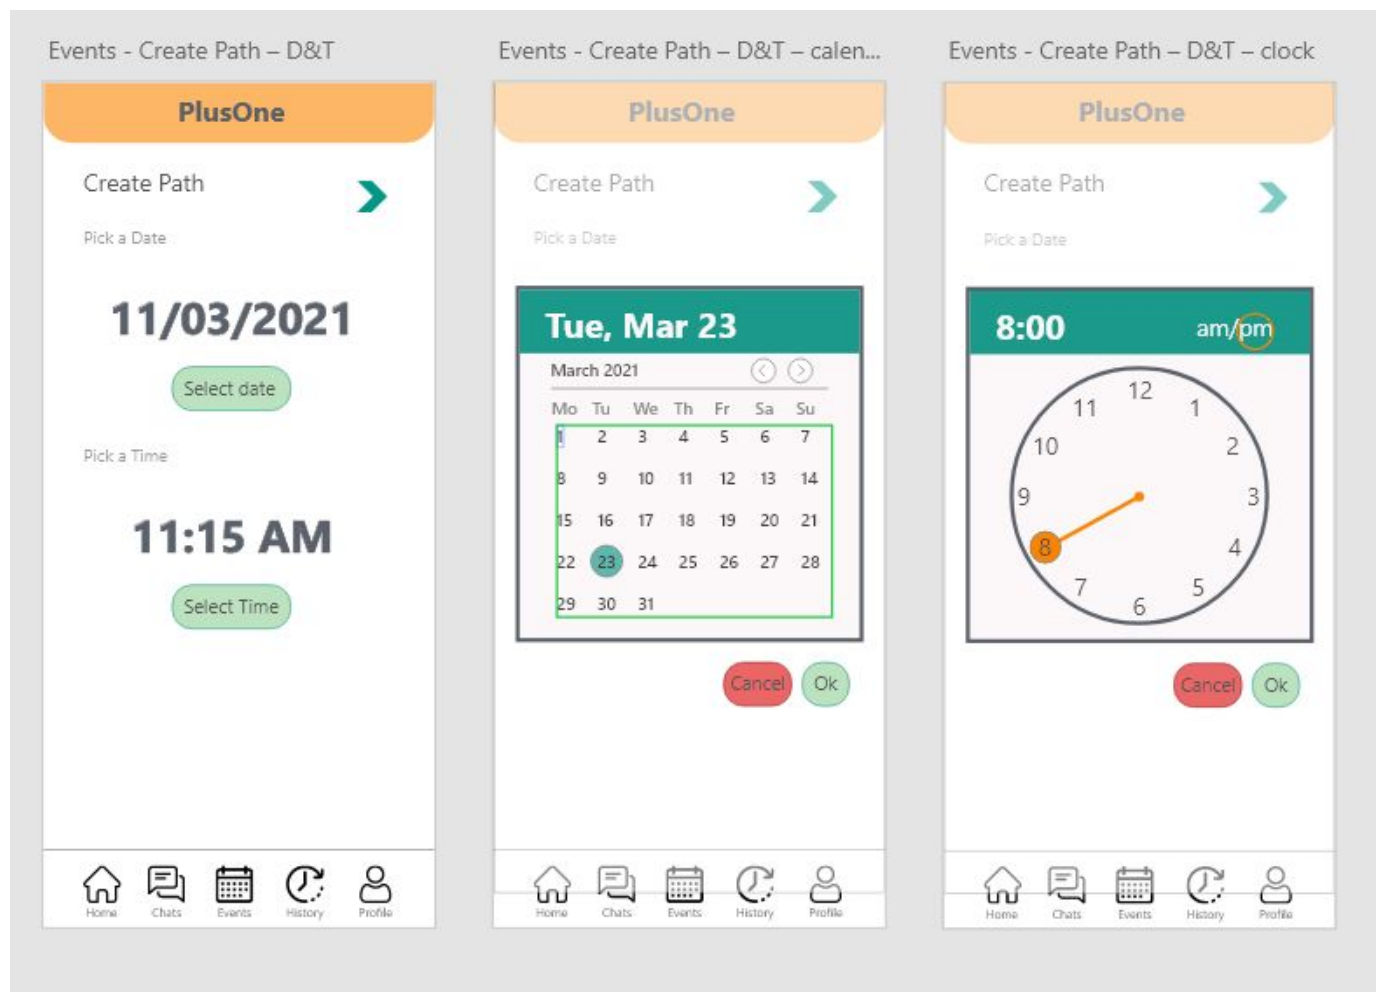 Events - Create Path – D&T
PlusOne
Create Path
Pick a Date
11/03/2021
Select date
Pick a Time
11:15 AM
Select Time
Home Chats Events History Profile
Events - Create Path – D&T – calen...
PlusOne
Create Path
Pick a Date
Tue, Mar 23
March 2021
Mo Tu We Th Fr Sa Su
1 2 3 4 5 6 7
8 9 10 11 12 13 14
15 16 17 18 19 20 21
22 23 24 25 26 27 28
29 30 31
Cancel Ok
Home Chats Events History Profile
Events - Create Path – D&T – clock
PlusOne
Create Path
Pick a Date
8:00 am/pm
12
11 1
10 2
9 3
8 4
7 5
6
Cancel Ok
Home Chats Events History Profile